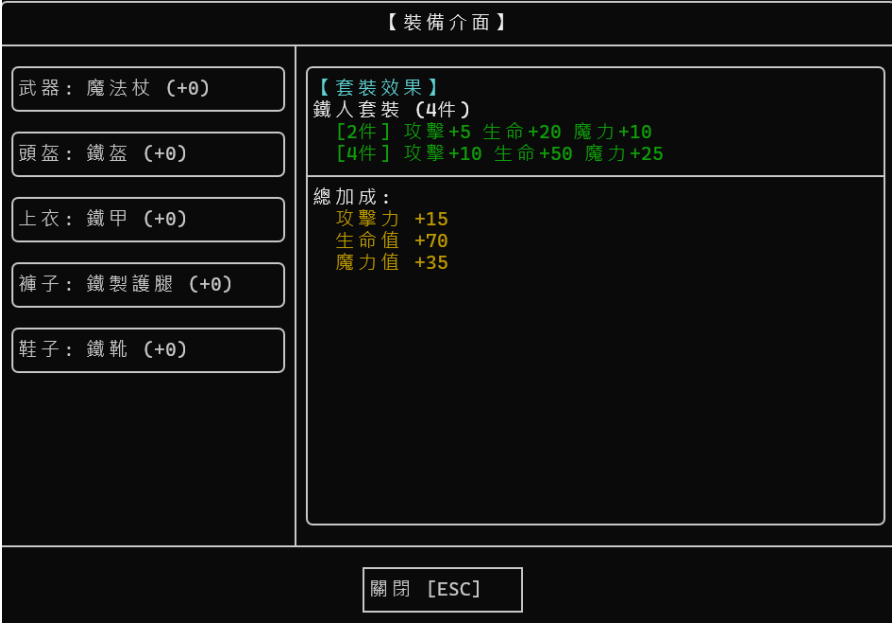 【裝備介面】
武器: 魔法杖 (+0)
頭盔: 鐵盔 (+0)
上衣: 鐵甲 (+0)
褲子: 鐵製護腿 (+0)
鞋子: 鐵靴 (+0)
【套裝效果】
鐵人套裝 (4件)
[2件] 攻擊+5 生命+20 魔力+10
[4件] 攻擊+10 生命+50 魔力+25
總加成:
攻擊力 +15
生命值 +70
魔力值 +35
關閉 [ESC]